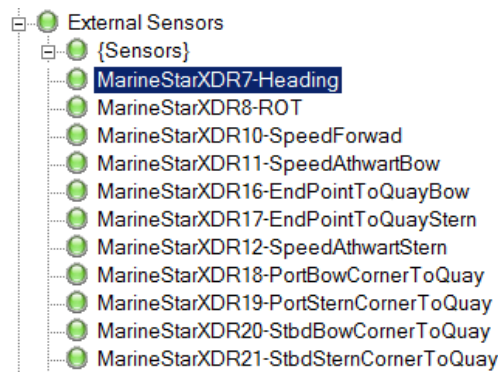 External Sensors
{Sensors}
MarineStarXDR7-Heading
MarineStarXDR8-ROT
MarineStarXDR10-SpeedForwad
MarineStarXDR11-SpeedAthwartBow
MarineStarXDR16-EndPointToQuayBow
MarineStarXDR17-EndPointToQuayStern
MarineStarXDR12-SpeedAthwartStern
MarineStarXDR18-PortBowCornerToQuay
MarineStarXDR19-PortSternCornerToQuay
MarineStarXDR20-StbdBowCornerToQuay
MarineStarXDR21-StbdSternCornerToQuay